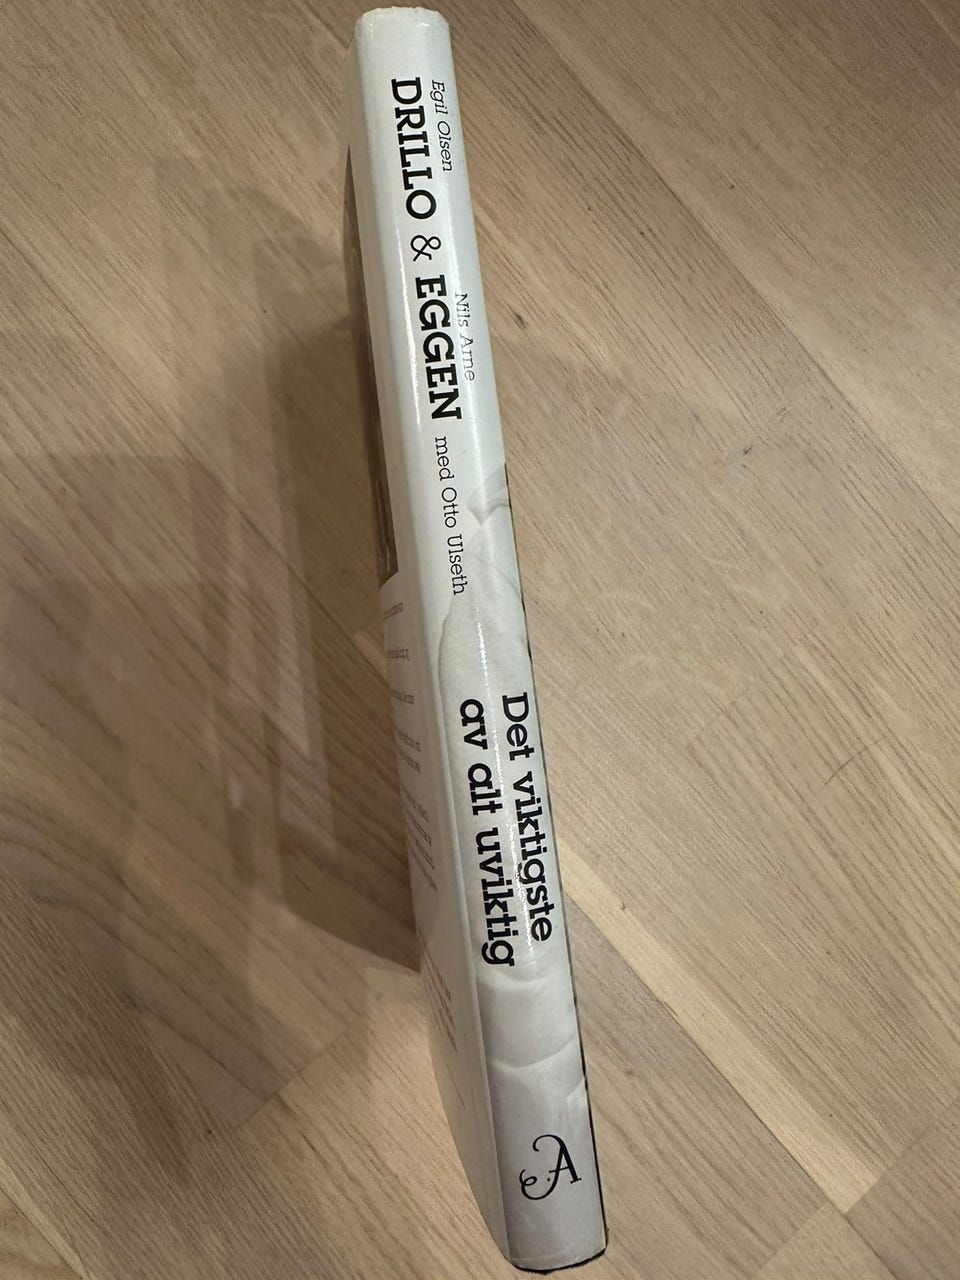 Egil Olsen
Nils Arne
DRILLO & EGGEN med Otto Ulseth
Det viktigste
av alt uviktig
A